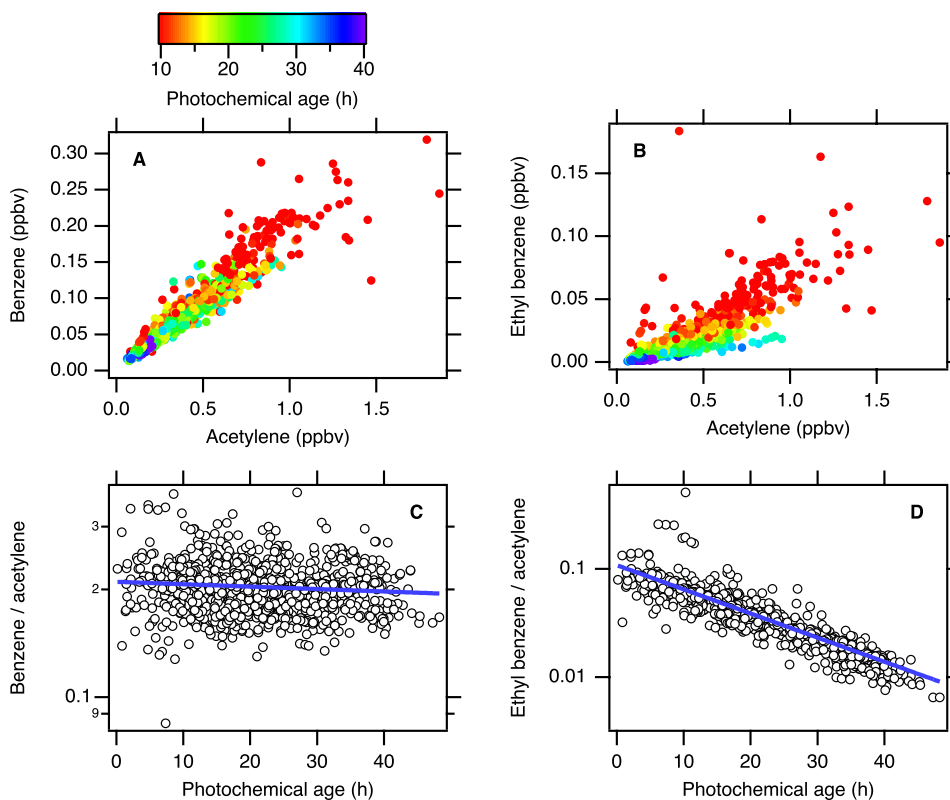 10 20 30 40
Photochemical age (h)
A
0.30
0.25
0.20
0.15
0.10
0.05
0.00
Benzene (ppbv)
0.0 0.5 1.0 1.5
Acetylene (ppbv)
B
0.15
0.10
0.05
0.00
Ethyl benzene (ppbv)
0.0 0.5 1.0 1.5
Acetylene (ppbv)
C
3
2
0.1
9
Benzene / acetylene
0 10 20 30 40
Photochemical age (h)
D
0.1
0.01
Ethyl benzene / acetylene
0 10 20 30 40
Photochemical age (h)